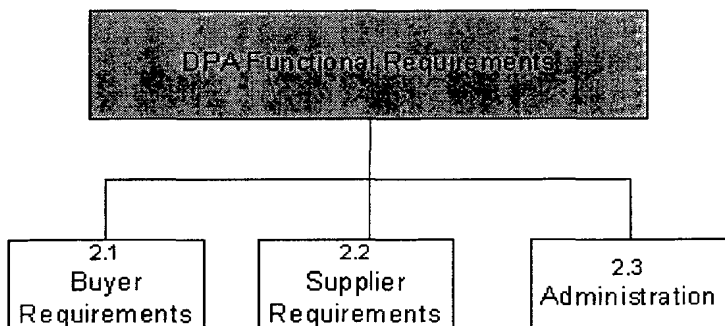 DPA Functional Requirements
2.1
Buyer
Requirements
2.2
Supplier
Requirements
2.3
Administration